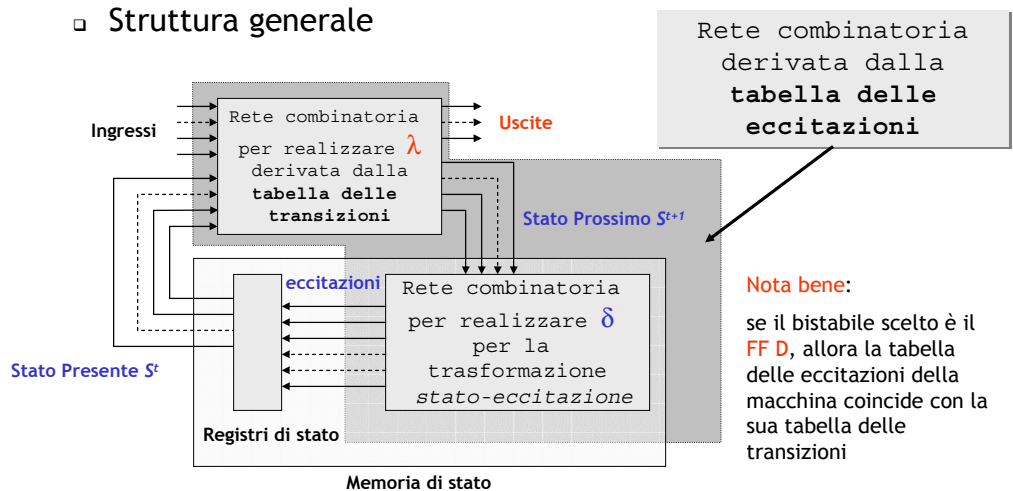 Struttura generale
Rete combinatoria
derivata dalla
tabella delle
eccitazioni
Ingressi
Rete combinatoria
per realizzare λ
derivata dalla
tabella delle
transizioni
Uscite
Stato Prossimo S^{t+1}
eccitazioni
Rete combinatoria
per realizzare δ
per la
trasformazione
stato-eccitazione
Stato Presente S^t
Registri di stato
Memoria di stato
Nota bene:
se il bistabile scelto è il
FF D, allora la tabella
delle eccitazioni della
macchina coincide con la
sua tabella delle
transizioni